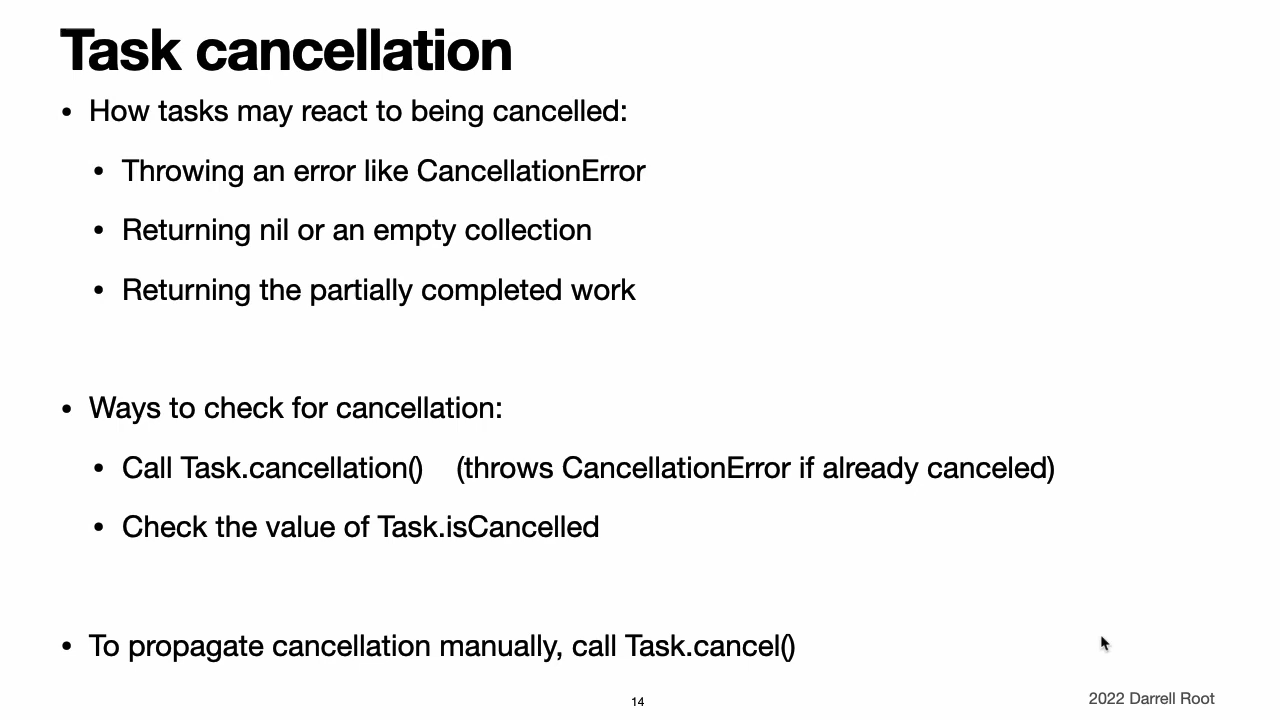 Task cancellation
• How tasks may react to being cancelled:
• Throwing an error like CancellationError
• Returning nil or an empty collection
• Returning the partially completed work
• Ways to check for cancellation:
• Call Task.cancellation() (throws CancellationError if already canceled)
• Check the value of Task.isCancelled
• To propagate cancellation manually, call Task.cancel()
14
2022 Darrell Root